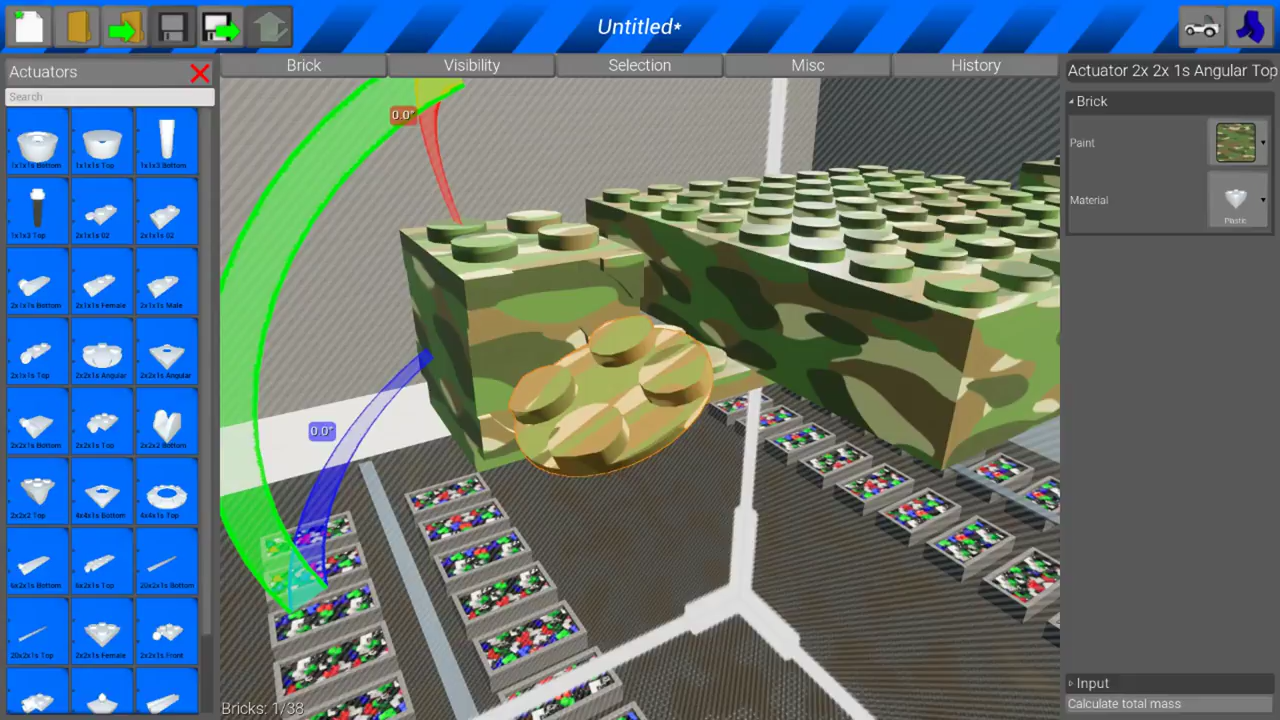 Untitled*
Actuators
Search
Brick
Visibility
Selection
Misc
History
Actuator 2x 2x 1s Angular Top
Brick
Paint
Material
Plastic
1x1x1s Bottom
1x1x1s Top
1x1x3 Bottom
1x1x3 Top
2x1x1s 02
2x1x1s 02
2x1x1s Bottom
2x1x1s Female
2x1x1s Male
2x1x1s Top
2x2x1s Angular
2x2x1s Angular
2x2x1s Bottom
2x2x1s Top
2x2x2 Bottom
2x2x2 Top
4x4x1s Bottom
4x4x1s Top
6x2x1s Bottom
6x2x1s Top
20x2x1s Bottom
20x2x1s Top
2x2x1s Female
2x2x1s Front
0.0°
0.0°
Bricks: 1/38
Input
Calculate total mass